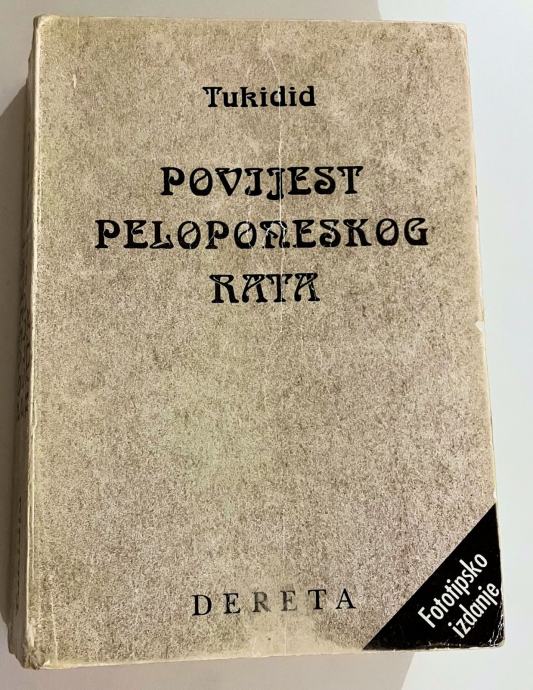 Tukidid
POVIJEST
PELOPONESKOG
RATA
DERETA
Fototipsko
izdanje